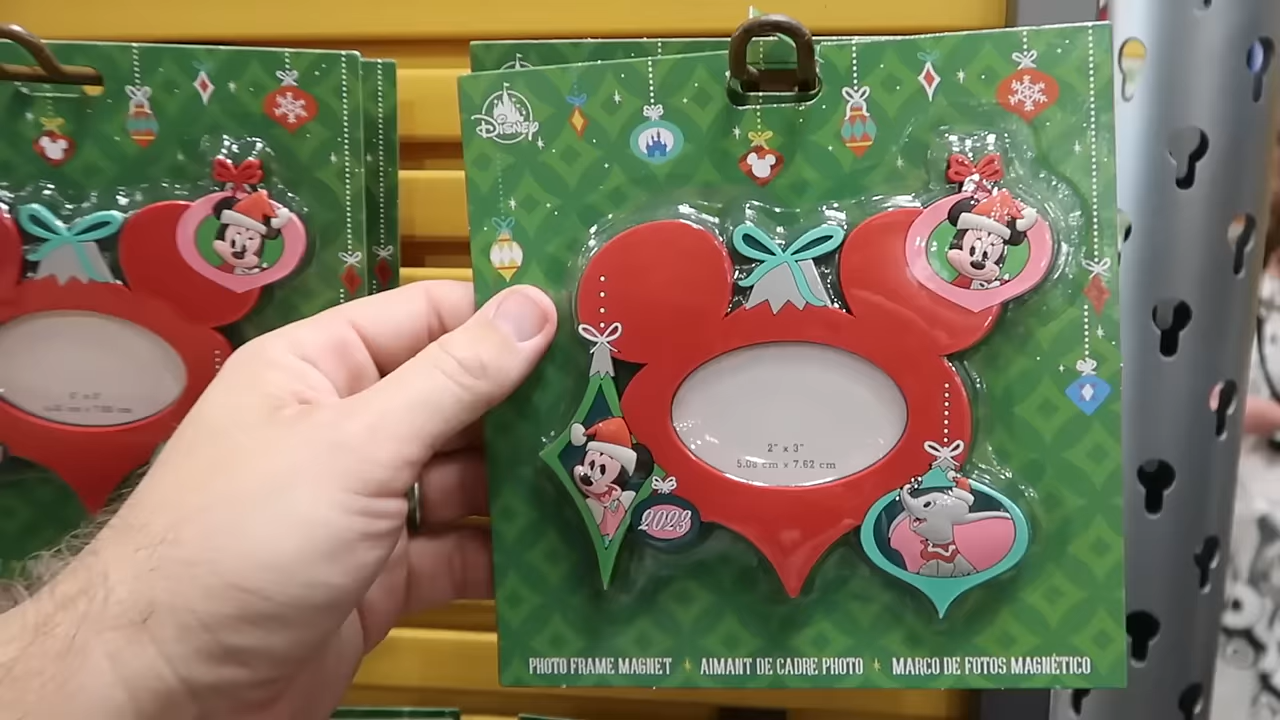 Disney
2" x 3"
5.08 cm x 7.62 cm
2023
PHOTO FRAME MAGNET AIMANT DE CADRE PHOTO MARCO DE FOTOS MAGNÉTICO